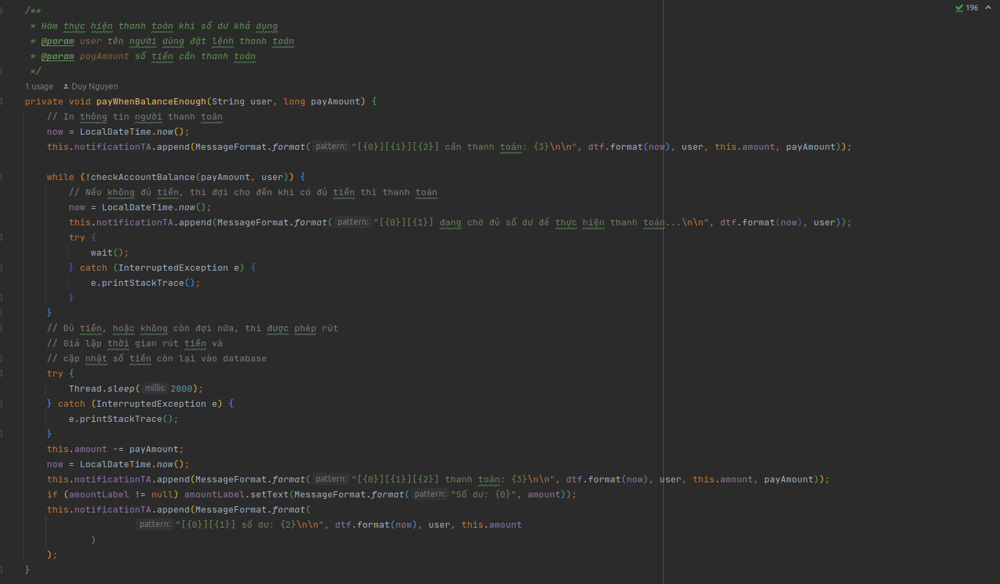 /**
 * Hàm thực hiện thanh toán khi số dư khả dụng
 * @param user tên người dùng đặt lệnh thanh toán
 * @param payAmount số tiền cần thanh toán
 */
196
1 usage Duy Nguyen
private void payWhenBalanceEnough(String user, long payAmount) {
    // In thông tin người thanh toán
    now = LocalDateTime.now();
    this.notificationTA.append(MessageFormat.format( pattern: "[{0}][{1}][{2}] cần thanh toán: {3}\n\n", dtf.format(now), user, this.amount, payAmount));

    while (!checkAccountBalance(payAmount, user)) {
        // Nếu không đủ tiền, thì đợi cho đến khi có đủ tiền thì thanh toán
        now = LocalDateTime.now();
        this.notificationTA.append(MessageFormat.format( pattern: "[{0}][{1}] đang chờ đủ số dư để thực hiện thanh toán...\n\n", dtf.format(now), user));
        try {
            wait();
        } catch (InterruptedException e) {
            e.printStackTrace();
        }
    }
    // Đủ tiền, hoặc không còn đợi nữa, thì được phép rút
    // Giả lập thời gian rút tiền và
    // cập nhật số tiền còn lại vào database
    try {
        Thread.sleep( millis: 2000);
    } catch (InterruptedException e) {
        e.printStackTrace();
    }
    this.amount -= payAmount;
    now = LocalDateTime.now();
    this.notificationTA.append(MessageFormat.format( pattern: "[{0}][{1}][{2}] thanh toán: {3}\n\n", dtf.format(now), user, this.amount, payAmount));
    if (amountLabel != null) amountLabel.setText(MessageFormat.format( pattern: "Số dư: {0}", amount));
    this.notificationTA.append(MessageFormat.format(
                    pattern: "[{0}][{1}] số dư: {2}\n\n", dtf.format(now), user, this.amount
            )
    );
}